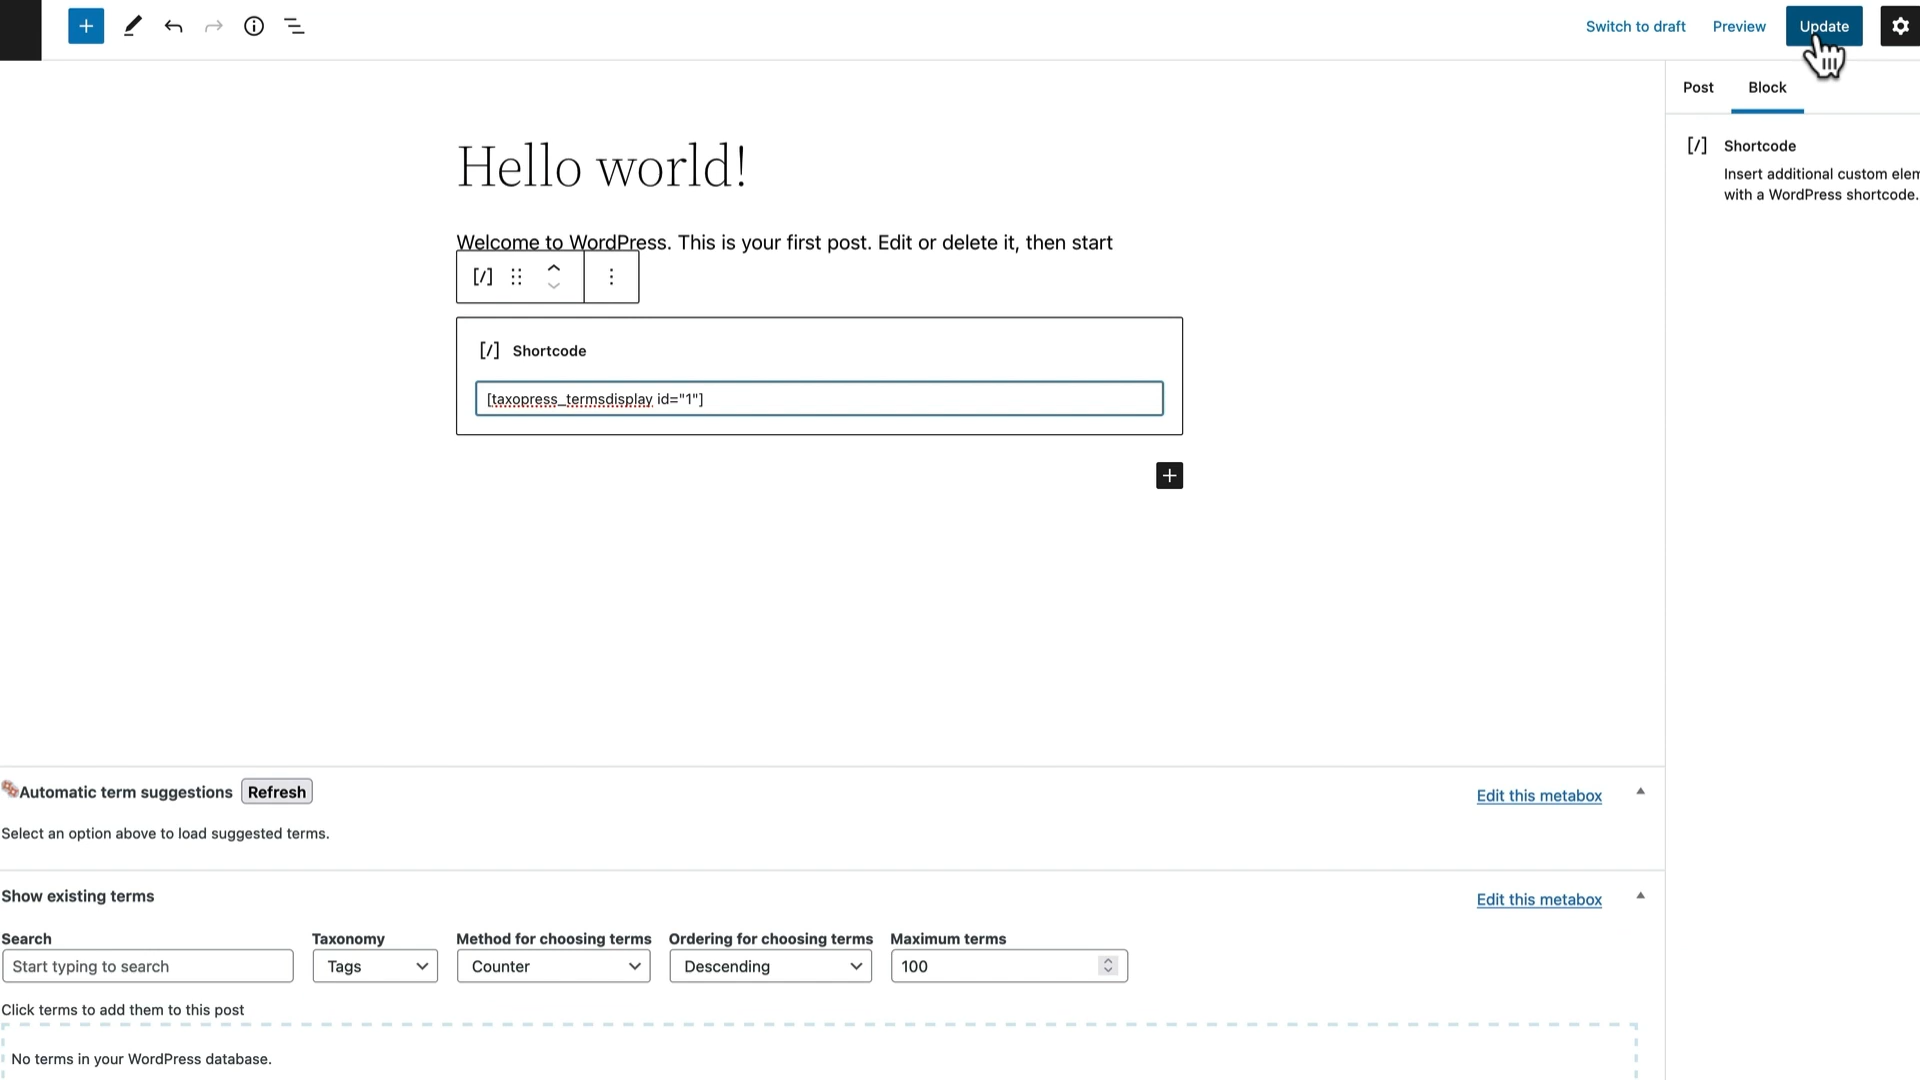 Switch to draft Preview Update
Post Block
[/] Shortcode
Insert additional custom elem
with a WordPress shortcode.
Hello world!
Welcome to WordPress. This is your first post. Edit or delete it, then start
[/]
[/] Shortcode
[taxopress_termsdisplay id="1"]
Automatic term suggestions Refresh
Edit this metabox
Select an option above to load suggested terms.
Show existing terms
Edit this metabox
Search Taxonomy Method for choosing terms Ordering for choosing terms Maximum terms
Start typing to search Tags Counter Descending 100
Click terms to add them to this post
No terms in your WordPress database.